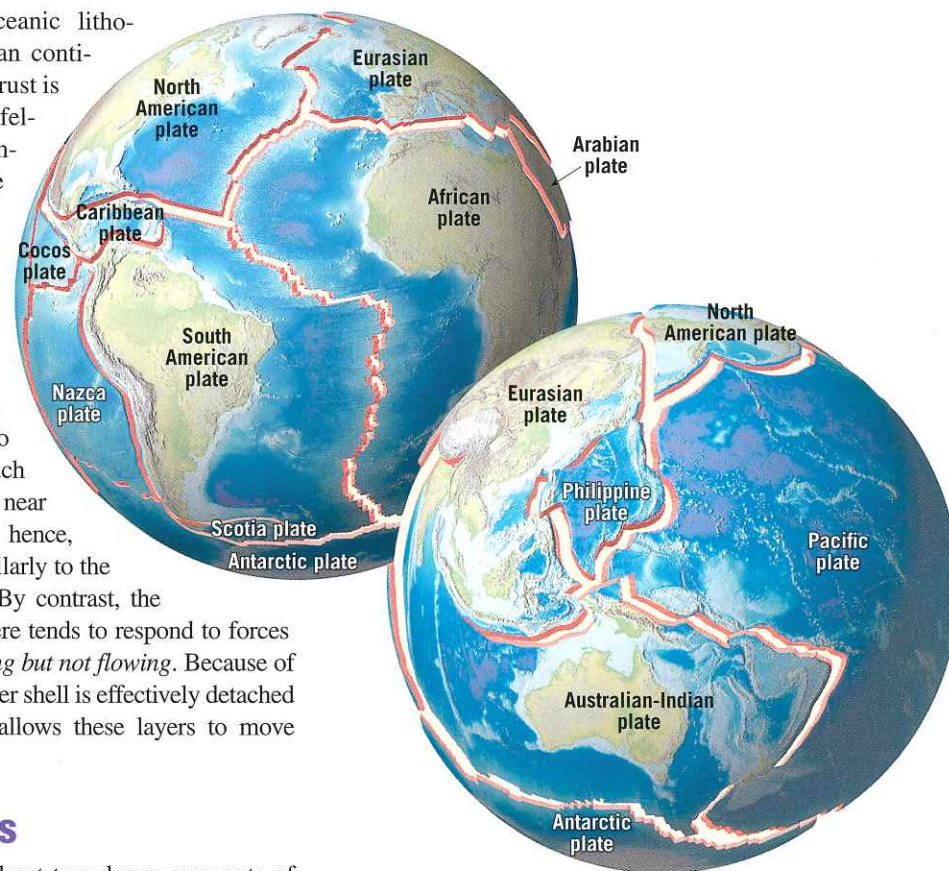 ceanic litho-
an conti-
rust is
fel-
n-
e
o
ch
near
hence,
llarly to the
By contrast, the
ere tends to respond to forces
ng but not flowing. Because of
er shell is effectively detached
allows these layers to move
s
Eurasian
plate
North
American
plate
Arabian
plate
African
plate
Caribbean
plate
Cocos
plate
South
American
plate
Nazca
plate
Scotia plate
Antarctic plate
North
American plate
Eurasian
plate
Philippine
plate
Pacific
plate
Australian-Indian
plate
Antarctic
plate